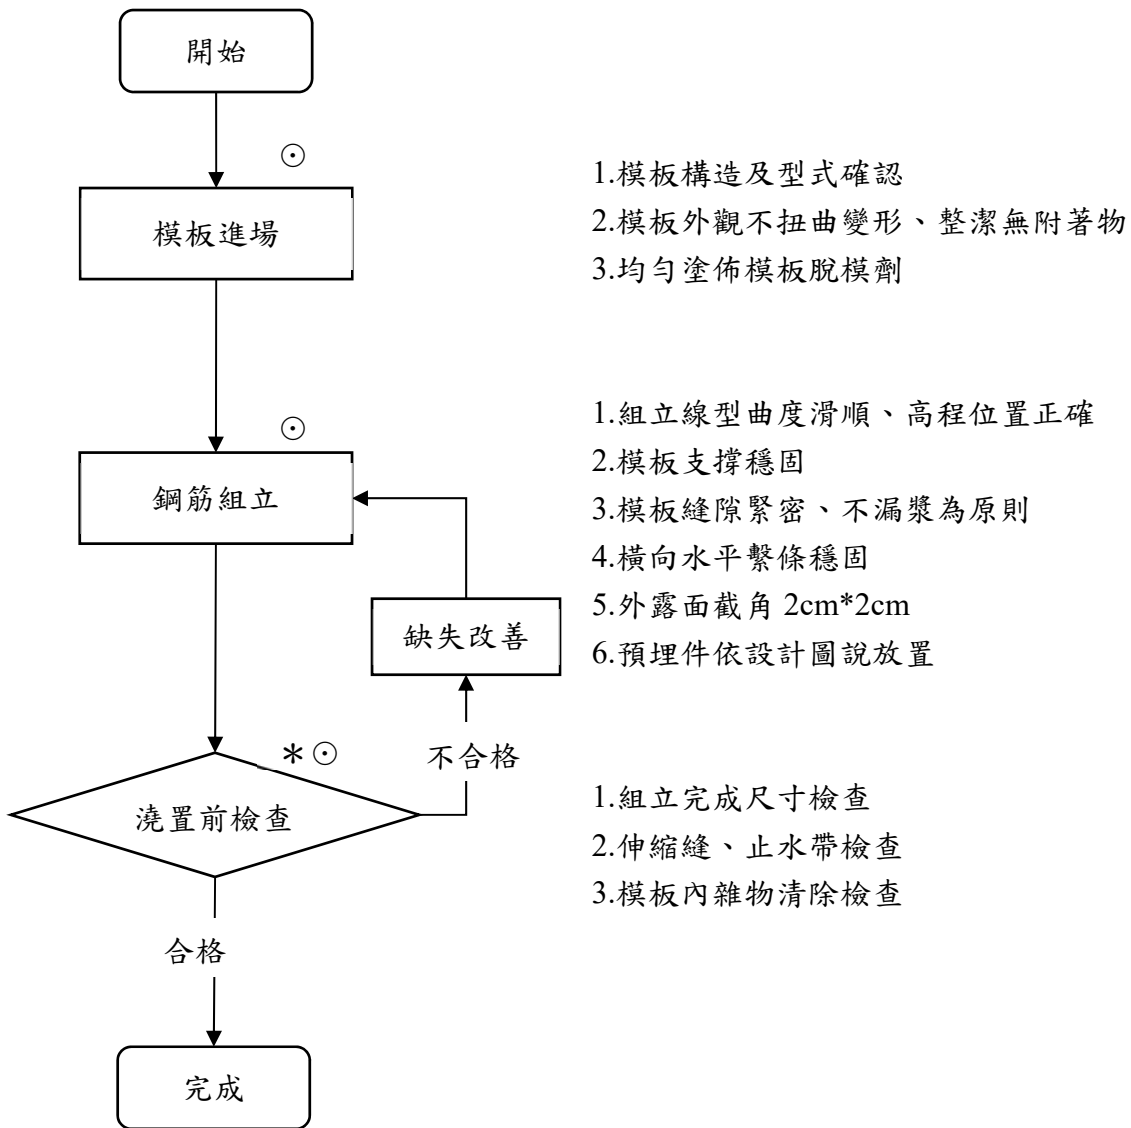 開始
⊙
模板進場
1.模板構造及型式確認
2.模板外觀不扭曲變形、整潔無附著物
3.均勻塗佈模板脫模劑
⊙
鋼筋組立
1.組立線型曲度滑順、高程位置正確
2.模板支撐穩固
3.模板縫隙緊密、不漏漿為原則
4.橫向水平繫條穩固
5.外露面截角 2cm*2cm
6.預埋件依設計圖說放置
缺失改善
不合格
＊⊙
澆置前檢查
1.組立完成尺寸檢查
2.伸縮縫、止水帶檢查
3.模板內雜物清除檢查
合格
完成